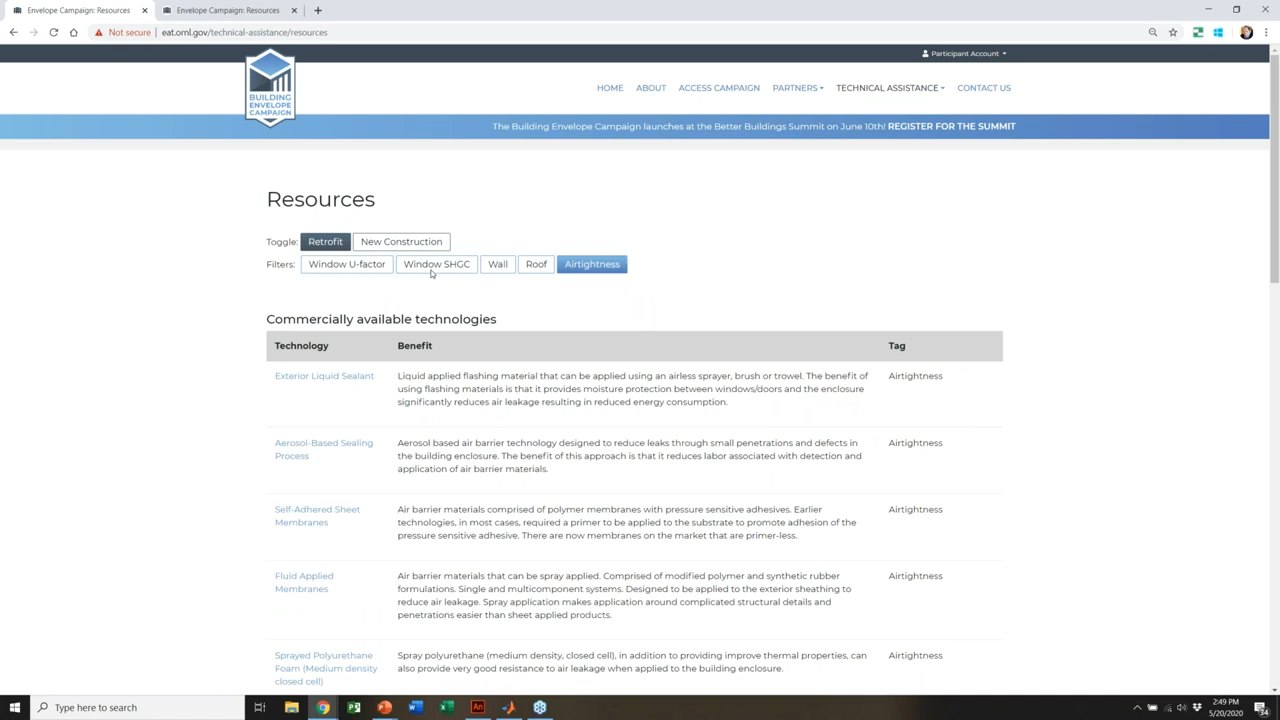 Envelope Campaign: Resources
Envelope Campaign: Resources
Not secure
eat.ornl.gov/technical-assistance/resources
Participant Account
BUILDING
ENVELOPE
CAMPAIGN
HOME ABOUT ACCESS CAMPAIGN PARTNERS TECHNICAL ASSISTANCE CONTACT US
The Building Envelope Campaign launches at the Better Buildings Summit on June 10th! REGISTER FOR THE SUMMIT
Resources
Toggle: Retrofit New Construction
Filters: Window U-factor Window SHGC Wall Roof Airtightness
Commercially available technologies
Technology Benefit Tag
Exterior Liquid Sealant
Liquid applied flashing material that can be applied using an airless sprayer, brush or trowel. The benefit of
using flashing materials is that it provides moisture protection between windows/doors and the enclosure
significantly reduces air leakage resulting in reduced energy consumption.
Airtightness
Aerosol-Based Sealing
Process
Aerosol based air barrier technology designed to reduce leaks through small penetrations and defects in
the building enclosure. The benefit of this approach is that it reduces labor associated with detection and
application of air barrier materials.
Airtightness
Self-Adhered Sheet
Membranes
Air barrier materials comprised of polymer membranes with pressure sensitive adhesives. Earlier
technologies, in most cases, required a primer to be applied to the substrate to promote adhesion of the
pressure sensitive adhesive. There are now membranes on the market that are primer-less.
Airtightness
Fluid Applied
Membranes
Air barrier materials that can be spray applied. Comprised of modified polymer and synthetic rubber
formulations. Single and multicomponent systems. Designed to be applied to the exterior sheathing to
reduce air leakage. Spray application makes application around complicated structural details and
penetrations easier than sheet applied products.
Airtightness
Sprayed Polyurethane
Foam (Medium density
closed cell)
Spray polyurethane (medium density, closed cell), in addition to providing improve thermal properties, can
also provide very good resistance to air leakage when applied to the building enclosure.
Airtightness
Type here to search
2:49 PM
5/20/2020
34